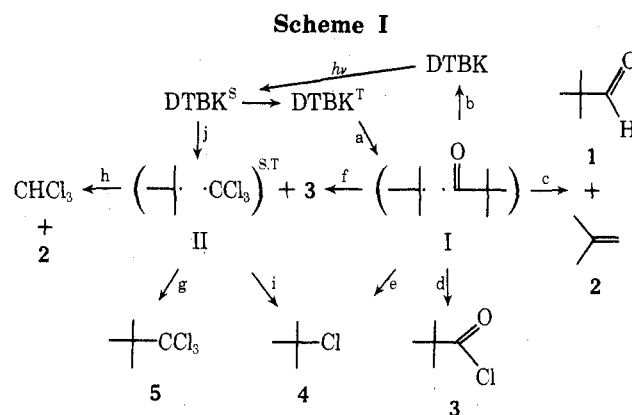 Scheme I
hν
DTBK
DTBK^S
DTBK^T
O
H
1
j
a
b
h
CHCl₃
+
2
· ·CCl₃
S,T
+ 3
f
O
· ·
c
+
II
I
2
g
i
e
d
CCl₃
Cl
O
Cl
5
4
3